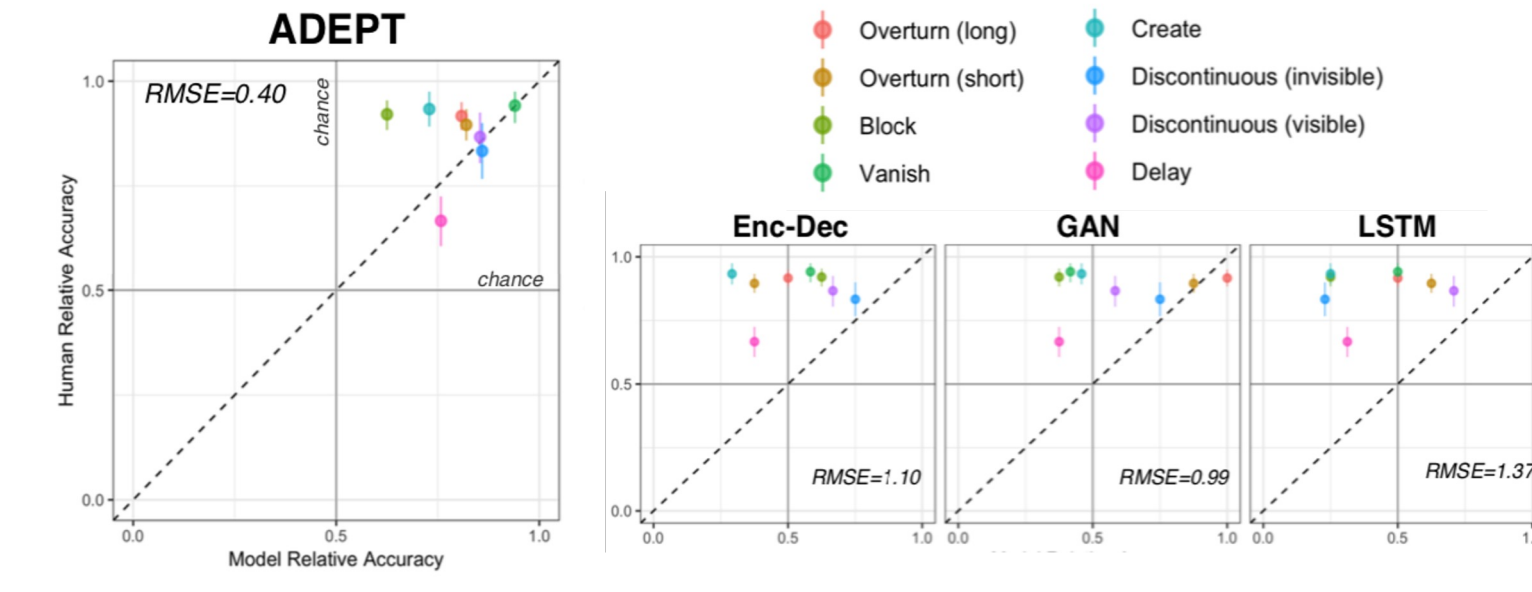 ADEPT
RMSE=0.40
chance
chance
1.0
0.5
0.0
Human Relative Accuracy
0.0
0.5
1.0
Model Relative Accuracy
Overturn (long)
Overturn (short)
Block
Vanish
Create
Discontinuous (invisible)
Discontinuous (visible)
Delay
Enc-Dec
GAN
LSTM
1.0
0.5
0.0
RMSE=1.10
RMSE=0.99
RMSE=1.37
0.0
0.5
1.0
0.0
0.5
1.0
0.0
0.5